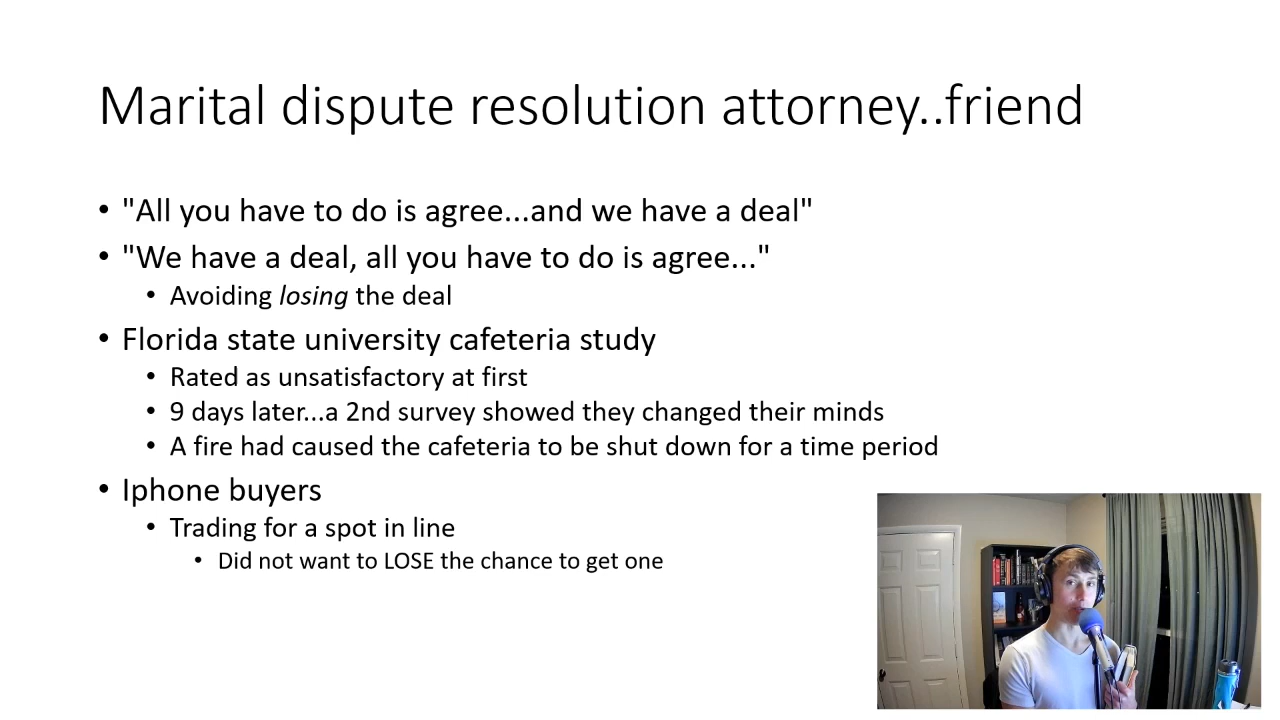 Marital dispute resolution attorney..friend
• "All you have to do is agree...and we have a deal"
• "We have a deal, all you have to do is agree..."
• Avoiding losing the deal
• Florida state university cafeteria study
• Rated as unsatisfactory at first
• 9 days later...a 2nd survey showed they changed their minds
• A fire had caused the cafeteria to be shut down for a time period
• Iphone buyers
• Trading for a spot in line
• Did not want to LOSE the chance to get one